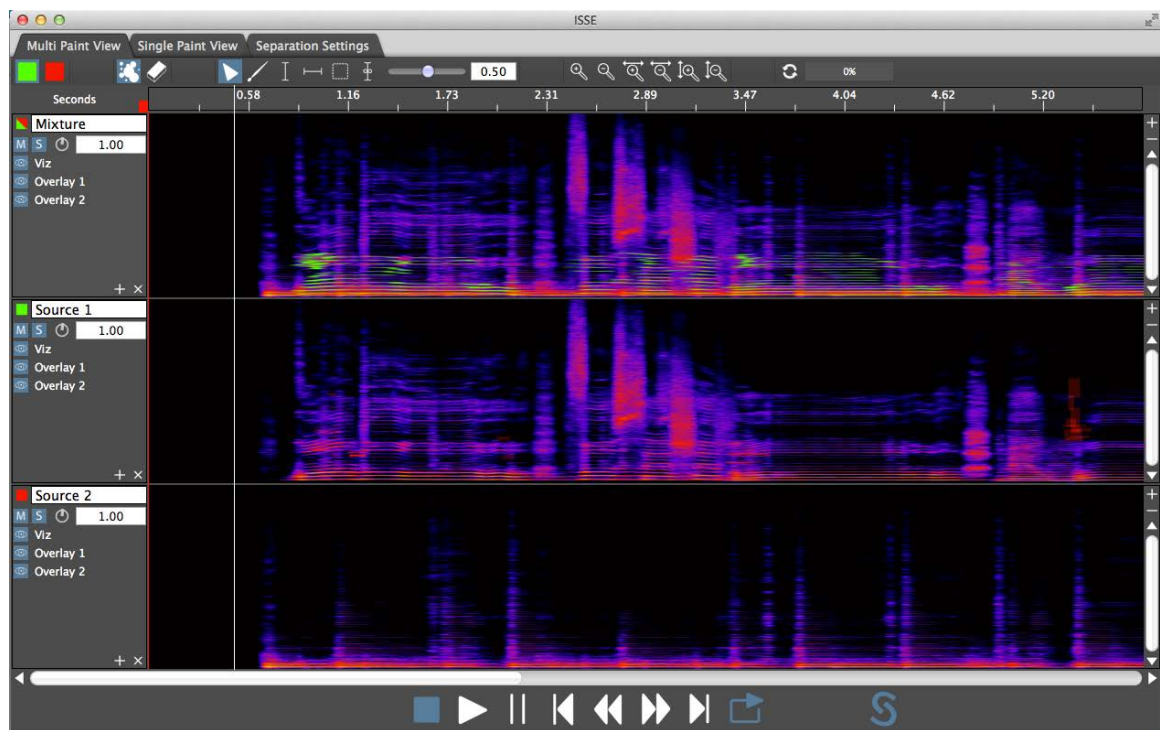 ISSE
Multi Paint View Single Paint View Separation Settings
0.50 0%
Seconds 0.58 1.16 1.73 2.31 2.89 3.47 4.04 4.62 5.20
Mixture
M S 1.00
Viz
Overlay 1
Overlay 2
Source 1
M S 1.00
Viz
Overlay 1
Overlay 2
Source 2
M S 1.00
Viz
Overlay 1
Overlay 2